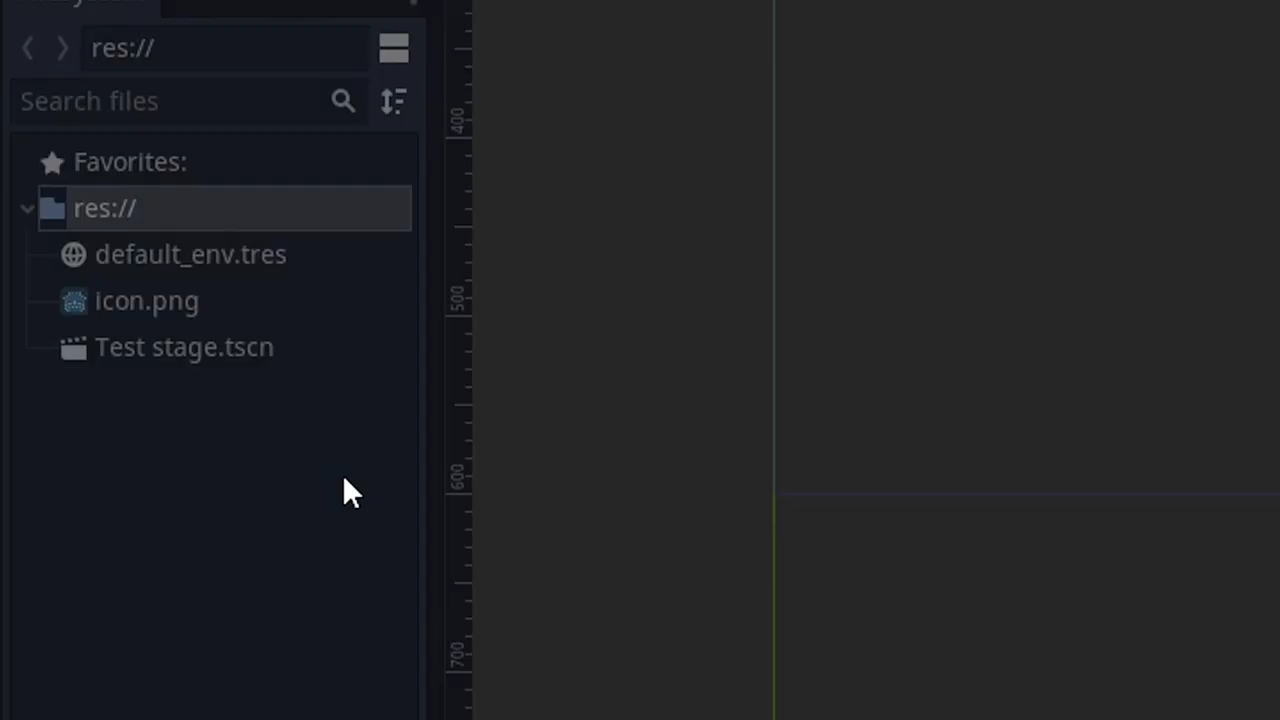 res://
Search files
Favorites:
res://
default_env.tres
icon.png
Test stage.tscn
400
500
600
700